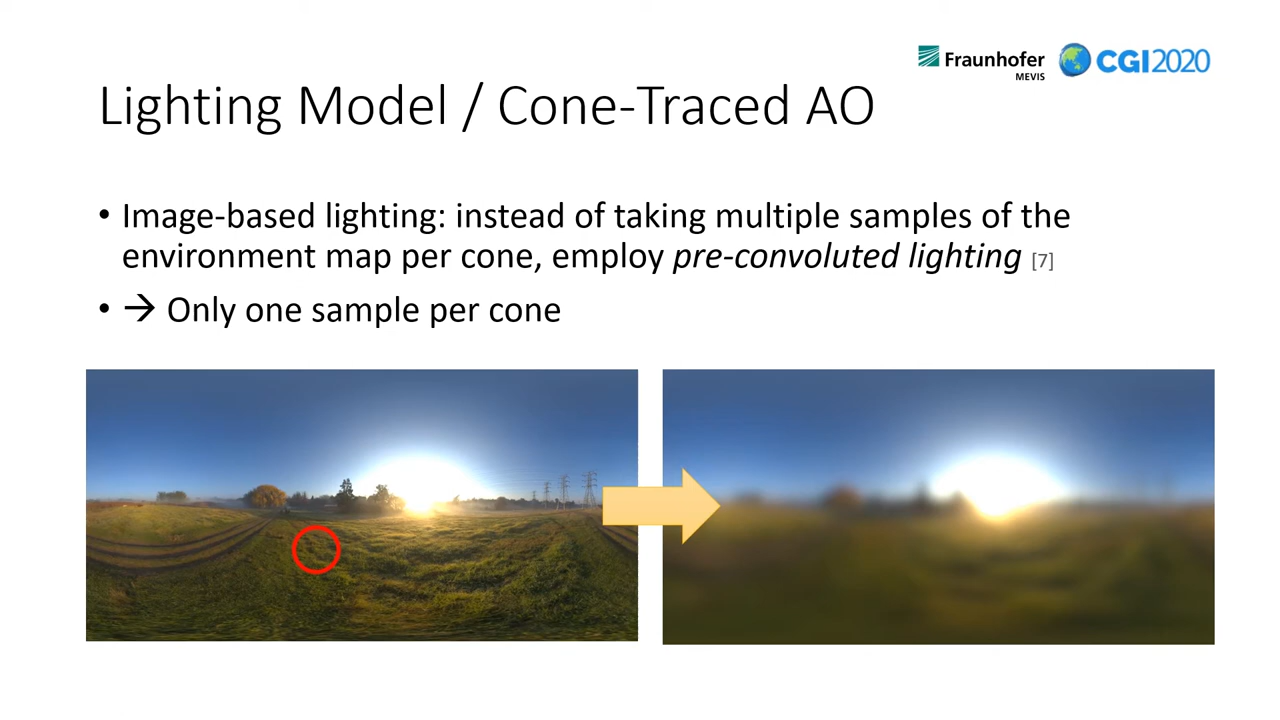 Fraunhofer
MEVIS
CGI2020
Lighting Model / Cone-Traced AO
• Image-based lighting: instead of taking multiple samples of the
environment map per cone, employ pre-convoluted lighting [7]
• → Only one sample per cone